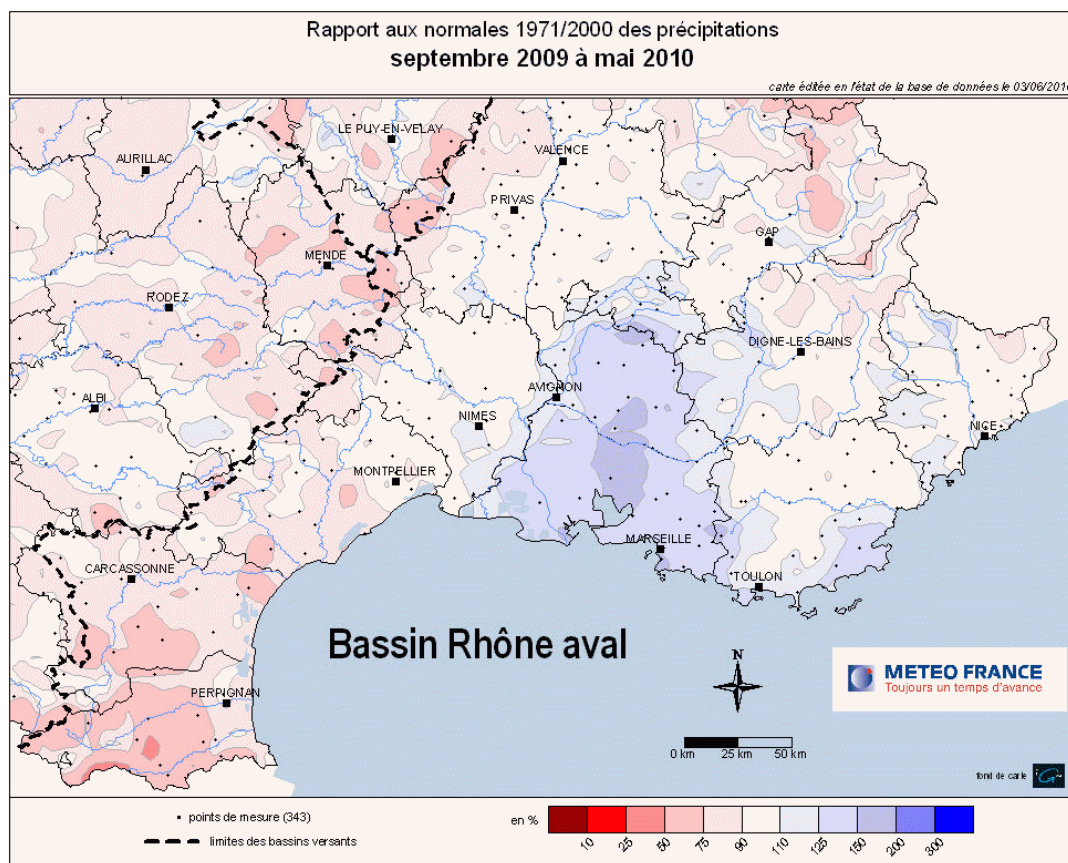 Rapport aux normales 1971/2000 des précipitations
septembre 2009 à mai 2010
carte éditée en l'état de la base de données le 03/06/2010
LE PUY-EN-VELAY
AURILLAC
VALENCE
PRIVAS
GAP
MENDE
RODEZ
DIGNE-LES-BAINS
AVIGNON
ALBI
NIMES
NICE
MONTPELLIER
MARSEILLE
CARCASSONNE
TOULON
Bassin Rhône aval
N
METEO FRANCE
Toujours un temps d'avance
PERPIGNAN
0 km 25 km 50 km
fond de carte
points de mesure (343)
limites des bassins versants
en %
10 25 50 75 90 110 125 150 200 300